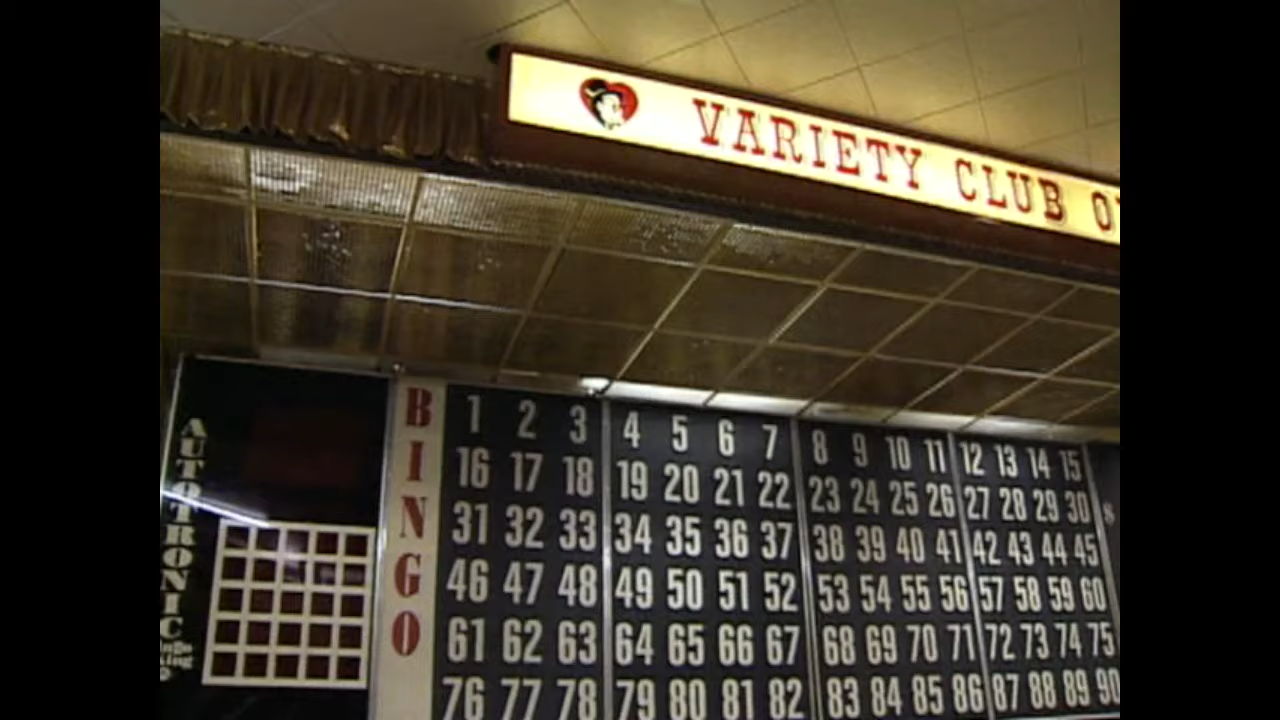 VARIETY CLUB
AUTOTRONIC
BINGO
1 2 3 4 5 6 7 8 9 10 11 12 13 14 15
16 17 18 19 20 21 22 23 24 25 26 27 28 29 30
31 32 33 34 35 36 37 38 39 40 41 42 43 44 45
46 47 48 49 50 51 52 53 54 55 56 57 58 59 60
61 62 63 64 65 66 67 68 69 70 71 72 73 74 75
76 77 78 79 80 81 82 83 84 85 86 87 88 89 90